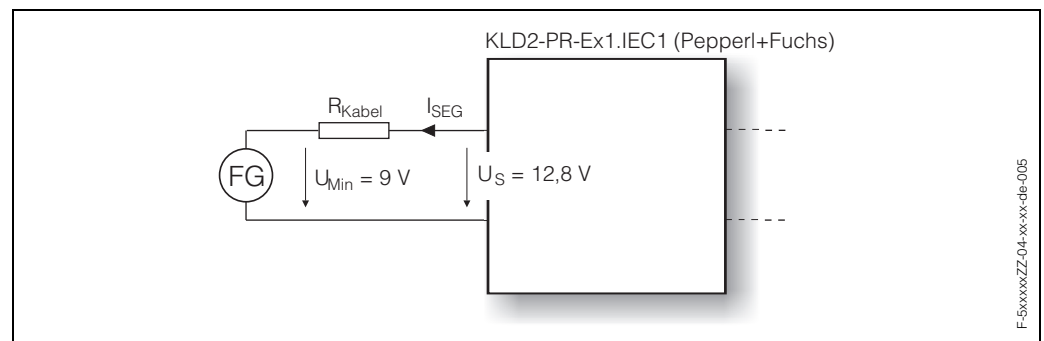 KLD2-PR-Ex1.IEC1 (Pepperl+Fuchs)
RKabel ISEG
FG UMin = 9 V US = 12,8 V
F-5xxxxxZZ-04-xx-xx-de-005